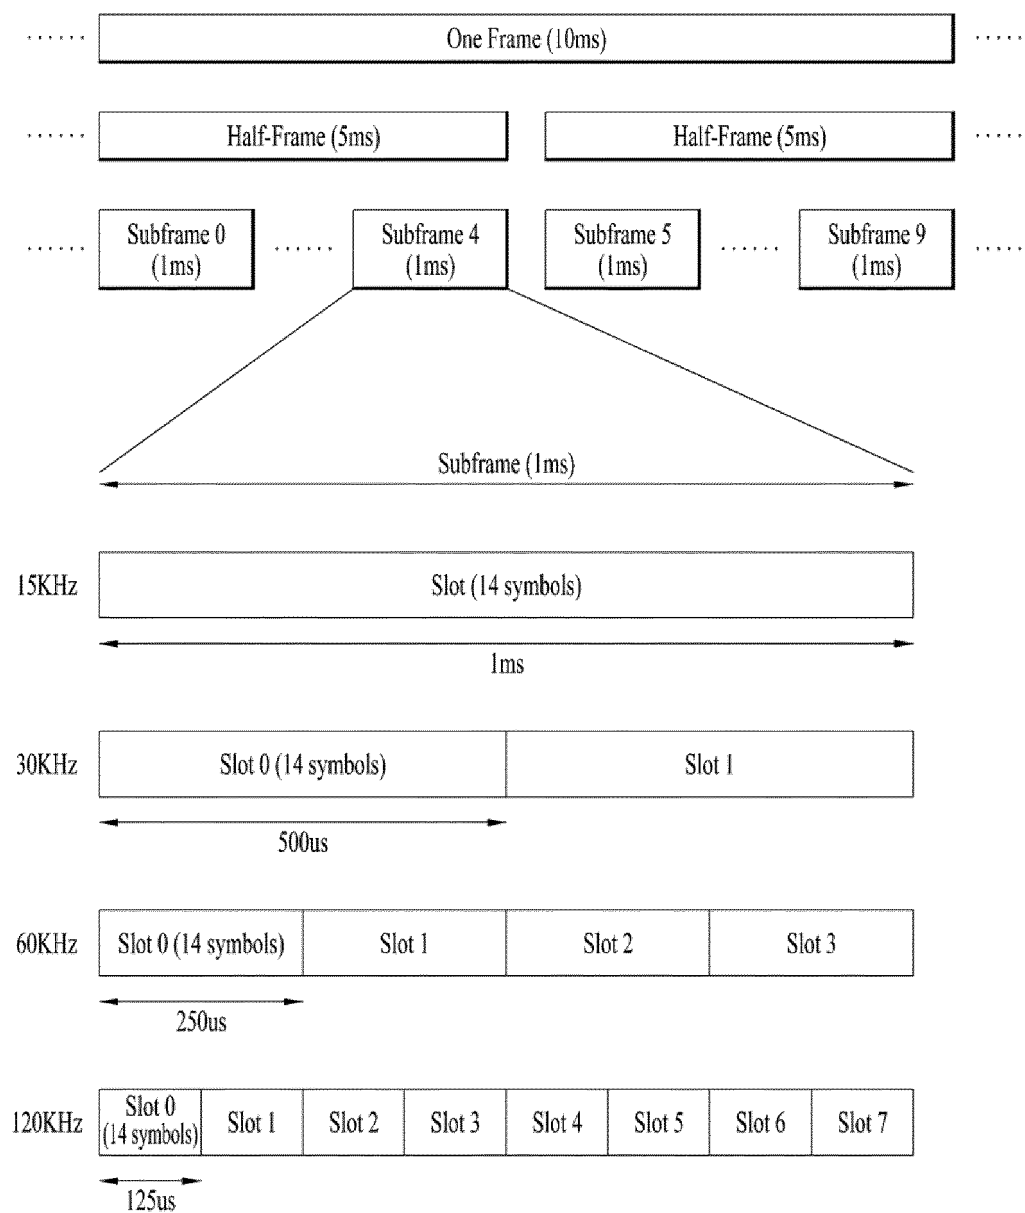 ...... One Frame (10ms) .....
...... Half-Frame (5ms) Half-Frame (5ms) .....
Subframe 0
(1ms)
Subframe 4
(1ms)
Subframe 5
(1ms)
Subframe 9
(1ms)
Subframe (1ms)
15KHz Slot (14 symbols)
1ms
30KHz Slot 0 (14 symbols) Slot 1
500us
60KHz Slot 0 (14 symbols) Slot 1 Slot 2 Slot 3
250us
120KHz Slot 0
(14 symbols)
Slot 1 Slot 2 Slot 3 Slot 4 Slot 5 Slot 6 Slot 7
125us